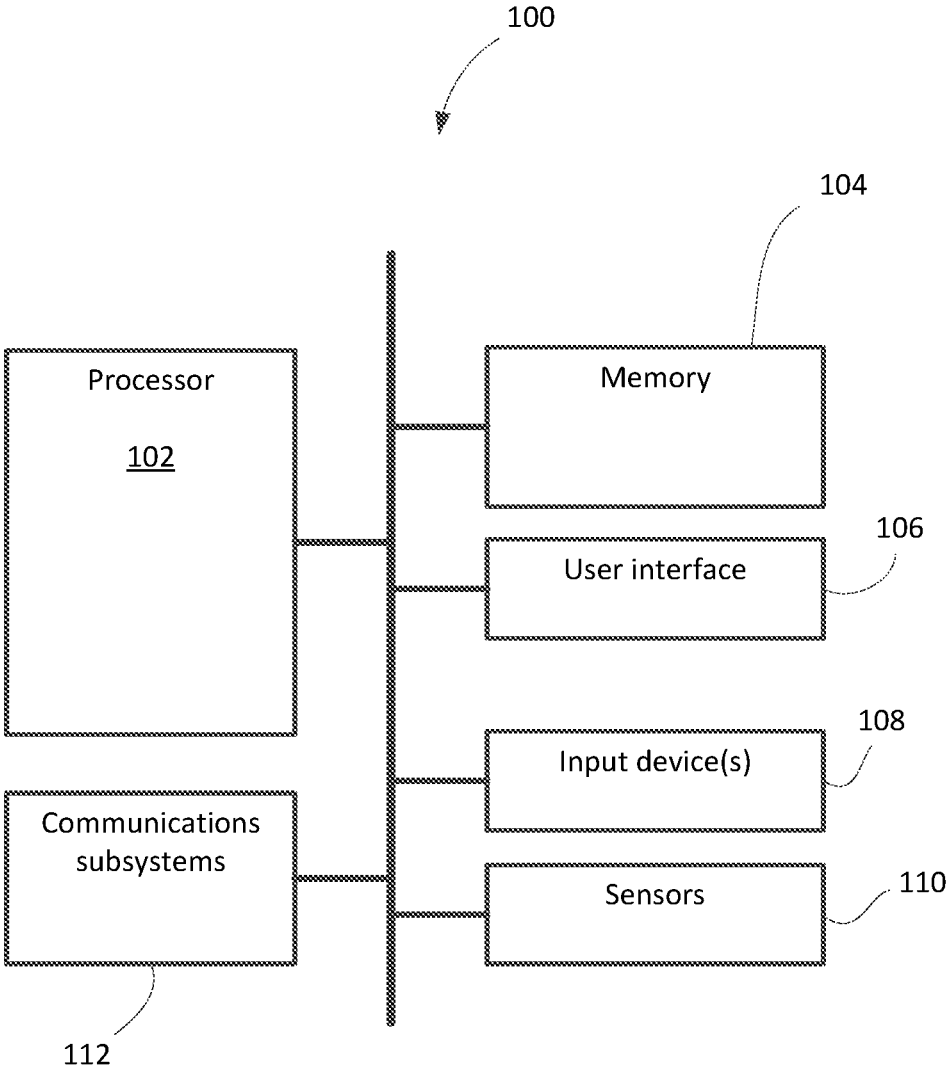 100
104
Processor
102
Memory
106
User interface
108
Input device(s)
Communications
subsystems
Sensors
110
112